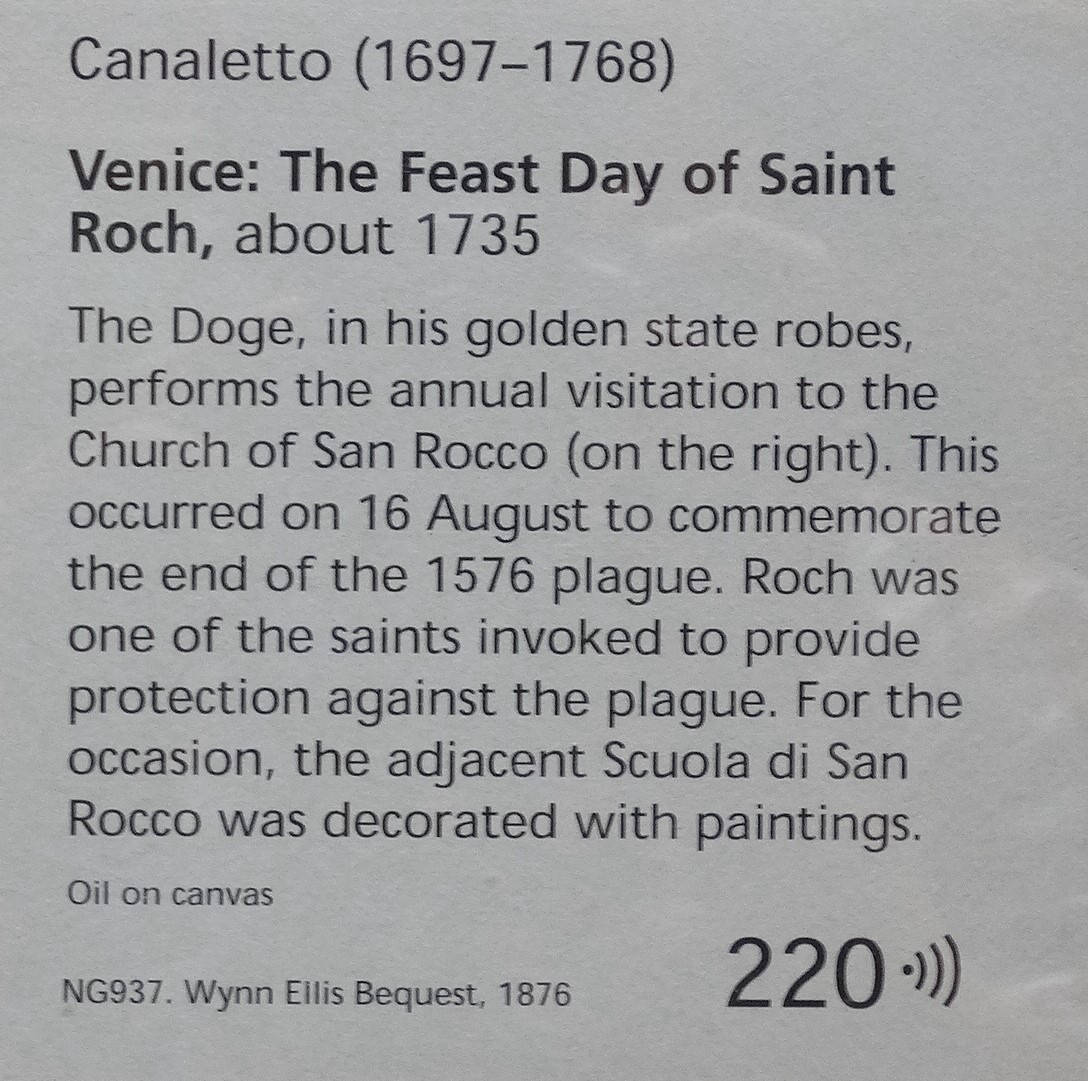 Canaletto (1697–1768)
Venice: The Feast Day of Saint
Roch, about 1735
The Doge, in his golden state robes,
performs the annual visitation to the
Church of San Rocco (on the right). This
occurred on 16 August to commemorate
the end of the 1576 plague. Roch was
one of the saints invoked to provide
protection against the plague. For the
occasion, the adjacent Scuola di San
Rocco was decorated with paintings.
Oil on canvas
NG937. Wynn Ellis Bequest, 1876
220